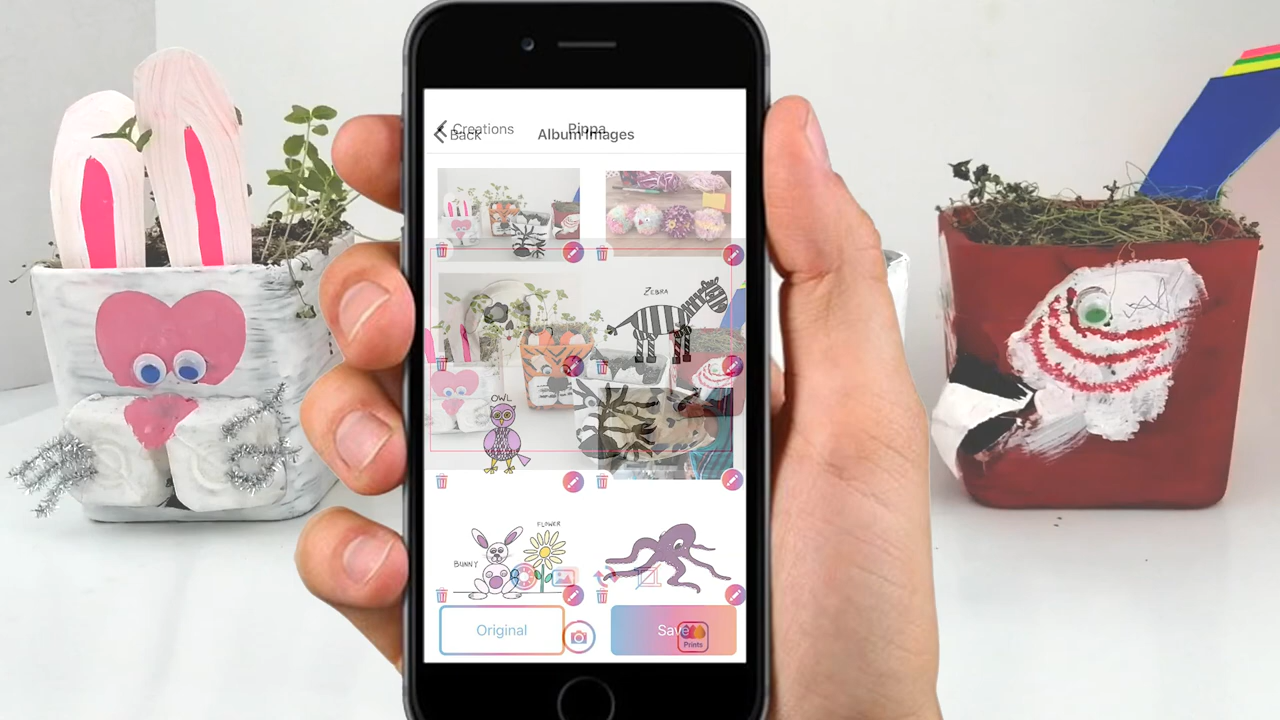 Creations
Pippa
Back
Album Images
ZEBRA
OWL
FLOWER
BUNNY
Original
Save
Prints